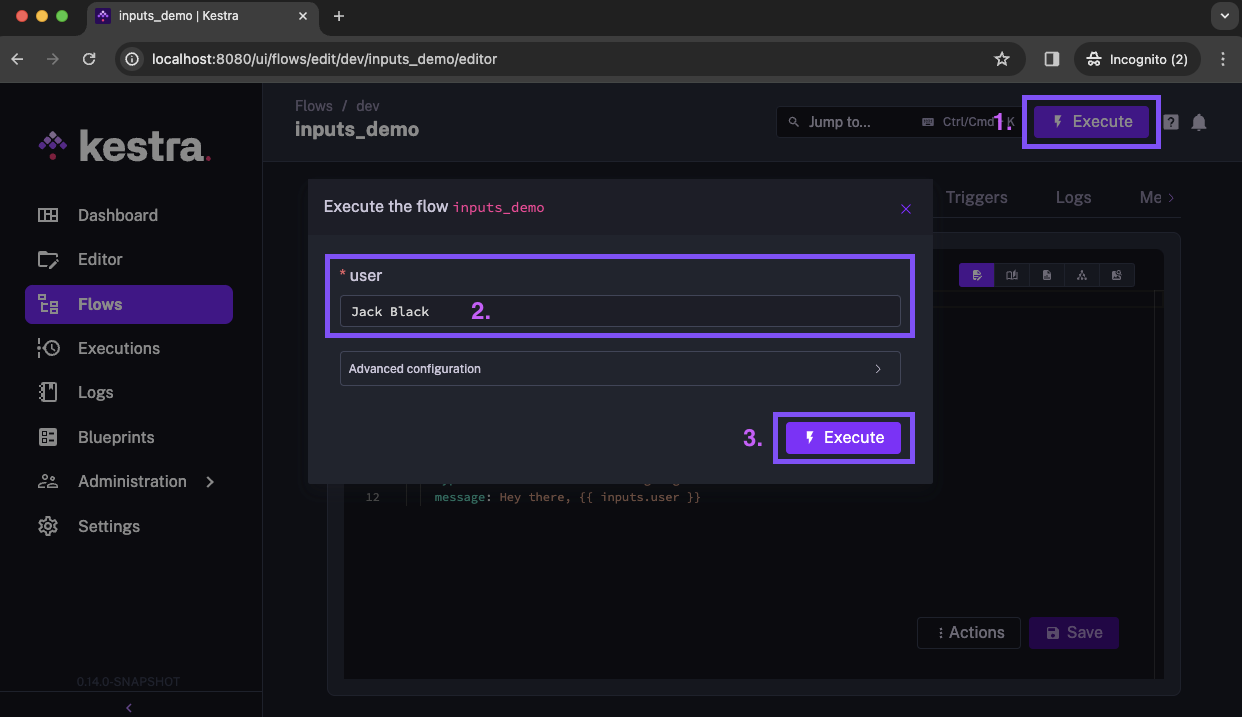 inputs_demo | Kestra
localhost:8080/ui/flows/edit/dev/inputs_demo/editor
Incognito (2)
kestra.
Dashboard
Editor
Flows
Executions
Logs
Blueprints
Administration
Settings
0.14.0-SNAPSHOT
Flows / dev
inputs_demo
Jump to...
Ctrl/Cmd + K
1.
Execute
Triggers
Logs
Me
Execute the flow inputs_demo
* user
Jack Black
2.
Advanced configuration
3.
Execute
12 message: Hey there, {{ inputs.user }}
Actions
Save